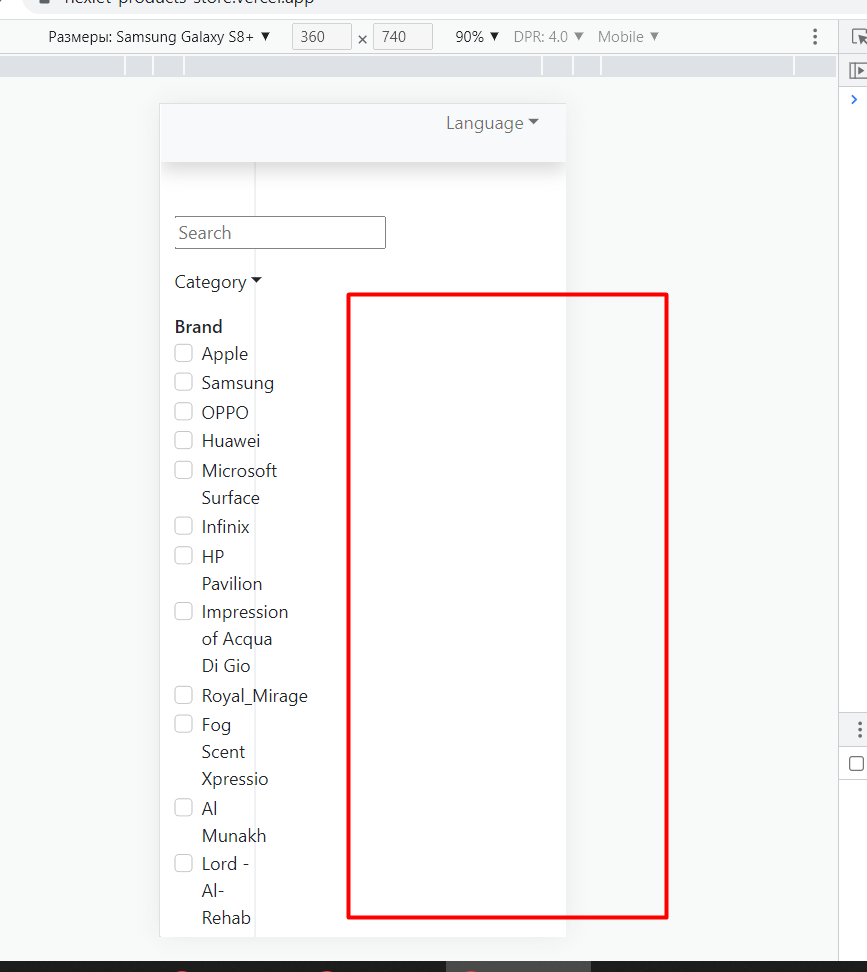 Размеры: Samsung Galaxy S8+ ▼ 360 × 740 90% ▼ DPR: 4.0 ▼ Mobile ▼
Language
Search
Category
Brand
Apple
Samsung
OPPO
Huawei
Microsoft
Surface
Infinix
HP
Pavilion
Impression
of Acqua
Di Gio
Royal_Mirage
Fog
Scent
Xpressio
Al
Munakh
Lord -
Al-
Rehab